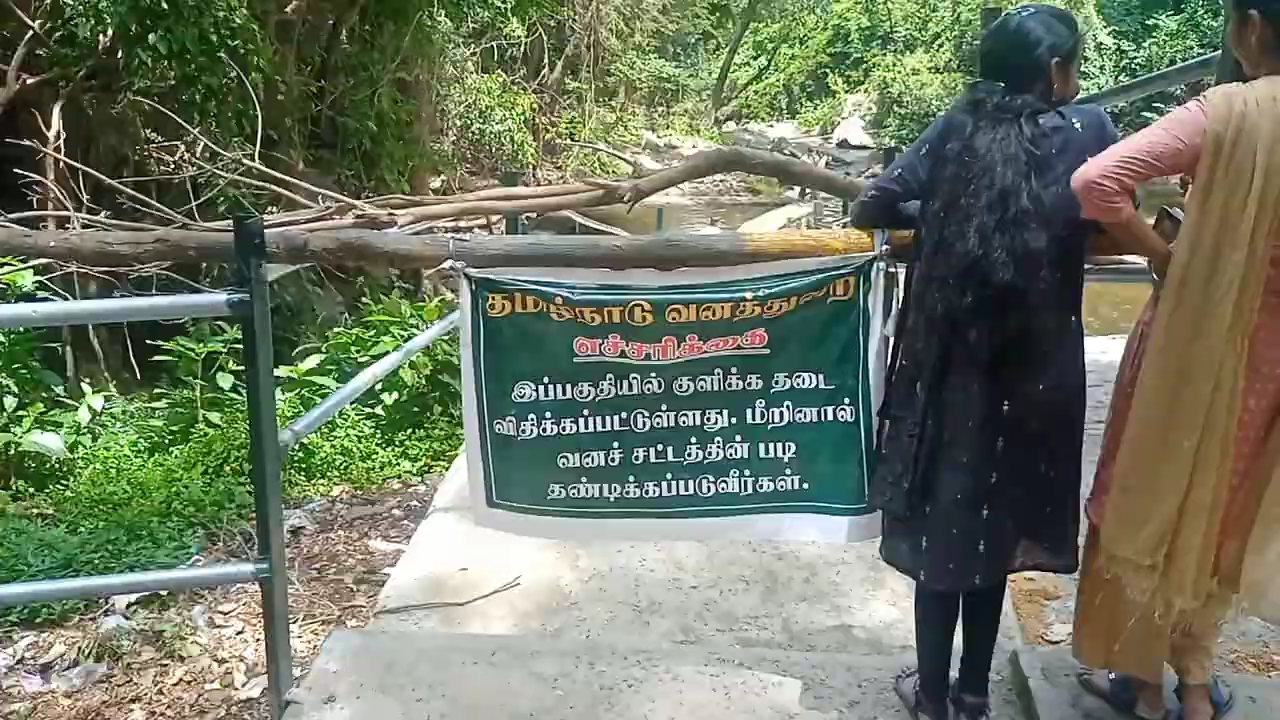 தமிழ்நாடு வனத்துறை
எச்சரிக்கை
இப்பகுதியில் குளிக்க தடை
விதிக்கப்பட்டுள்ளது. மீறினால்
வனச் சட்டத்தின் படி
தண்டிக்கப்படுவீர்கள்.